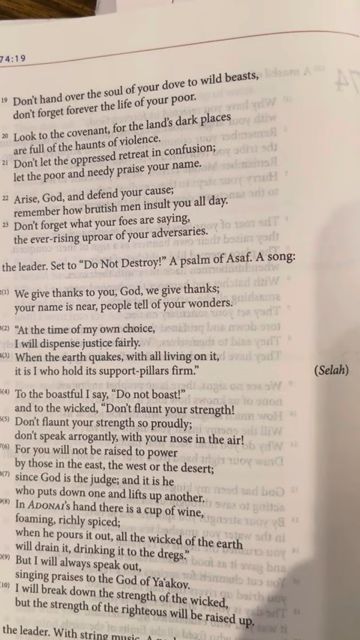 74:19
19 Don't hand over the soul of your dove to wild beasts,
don't forget forever the life of your poor.
20 Look to the covenant, for the land's dark places
are full of the haunts of violence.
21 Don't let the oppressed retreat in confusion;
let the poor and needy praise your name.
22 Arise, God, and defend your cause;
remember how brutish men insult you all day.
23 Don't forget what your foes are saying,
the ever-rising uproar of your adversaries.
the leader. Set to “Do Not Destroy!” A psalm of Asaf. A song:
(1) We give thanks to you, God, we give thanks;
your name is near, people tell of your wonders.
(2) “At the time of my own choice,
I will dispense justice fairly.
(3) When the earth quakes, with all living on it,
it is I who hold its support-pillars firm.”
(Selah)
(4) To the boastful I say, “Do not boast!”
and to the wicked, “Don't flaunt your strength!
(5) Don't flaunt your strength so proudly;
don't speak arrogantly, with your nose in the air!
(6) For you will not be raised to power
by those in the east, the west or the desert;
(7) since God is the judge; and it is he
who puts down one and lifts up another.
(8) In ADONAI's hand there is a cup of wine,
foaming, richly spiced;
when he pours it out, all the wicked of the earth
will drain it, drinking it to the dregs.”
(9) But I will always speak out,
singing praises to the God of Ya'akov.
(10) I will break down the strength of the wicked,
but the strength of the righteous will be raised up.
the leader. With string music. A